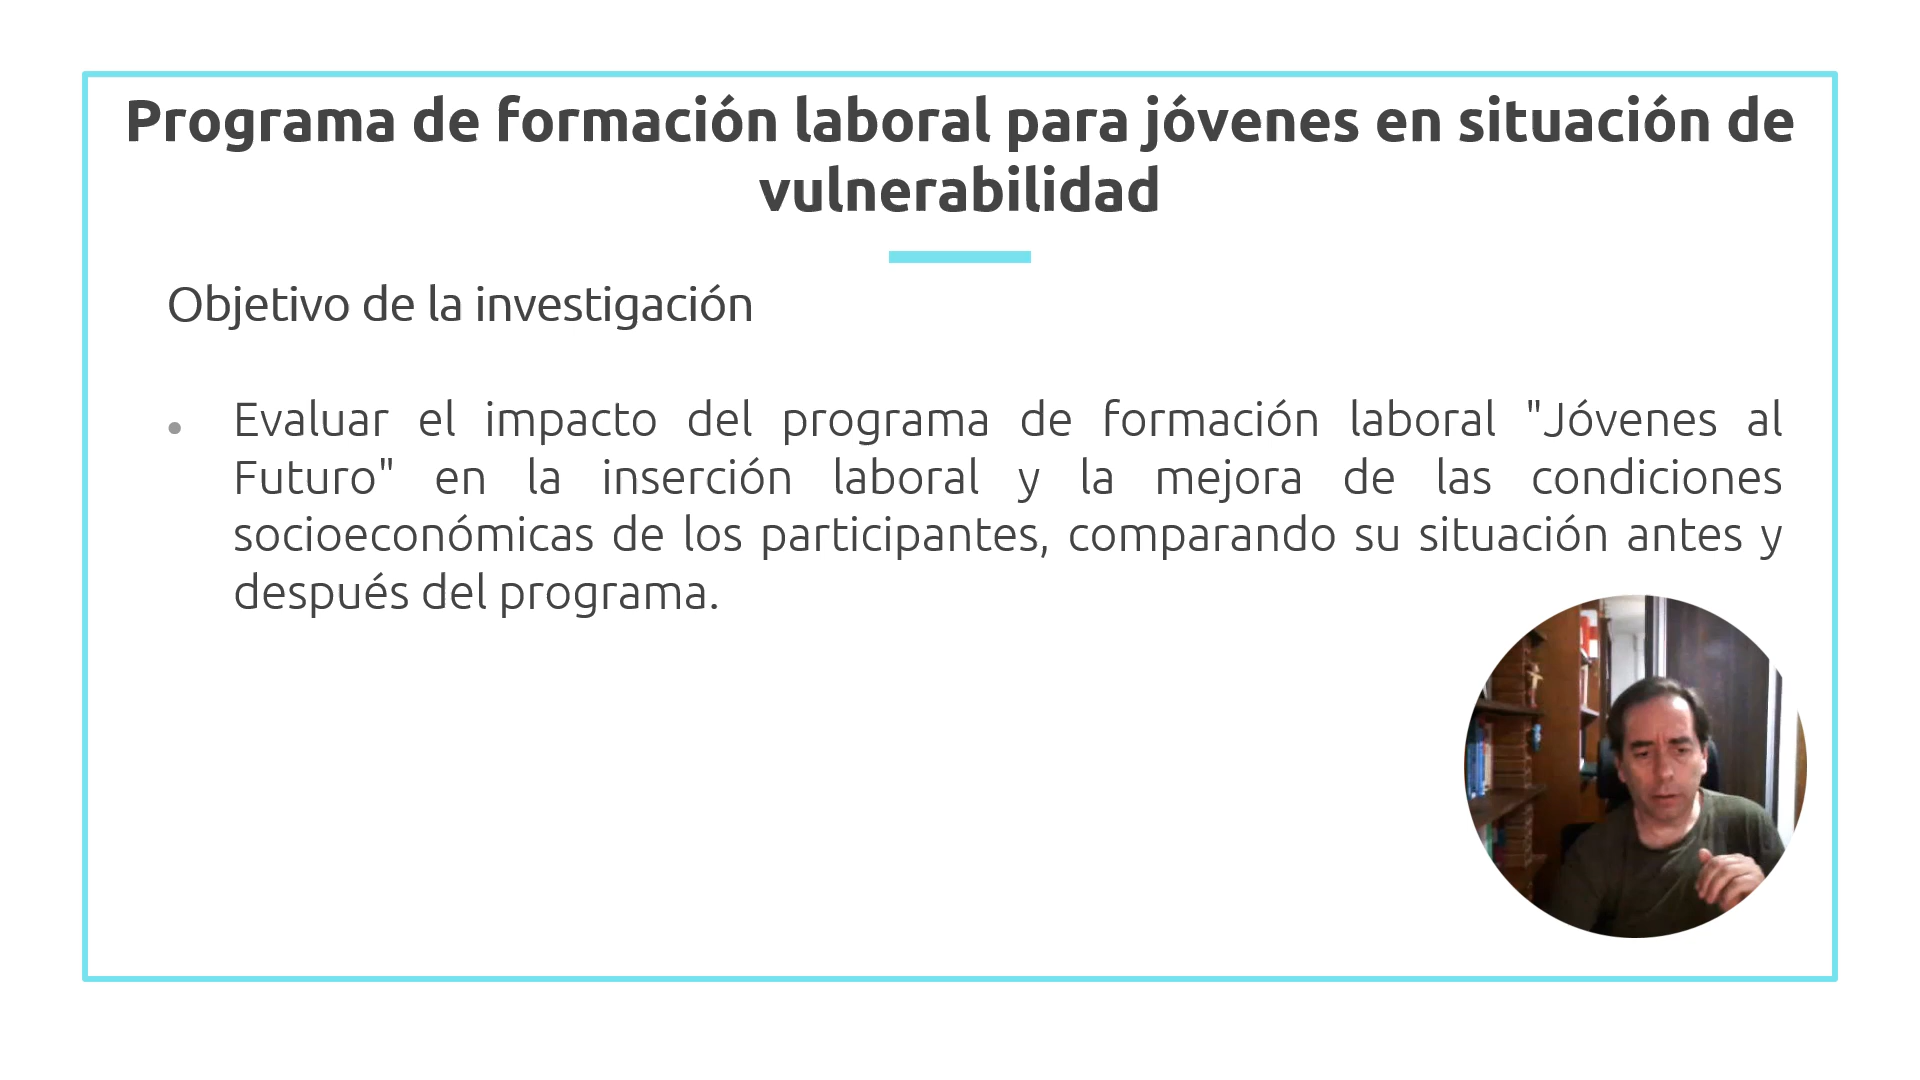 Programa de formación laboral para jóvenes en situación de
vulnerabilidad
Objetivo de la investigación
• Evaluar el impacto del programa de formación laboral "Jóvenes al
Futuro" en la inserción laboral y la mejora de las condiciones
socioeconómicas de los participantes, comparando su situación antes y
después del programa.